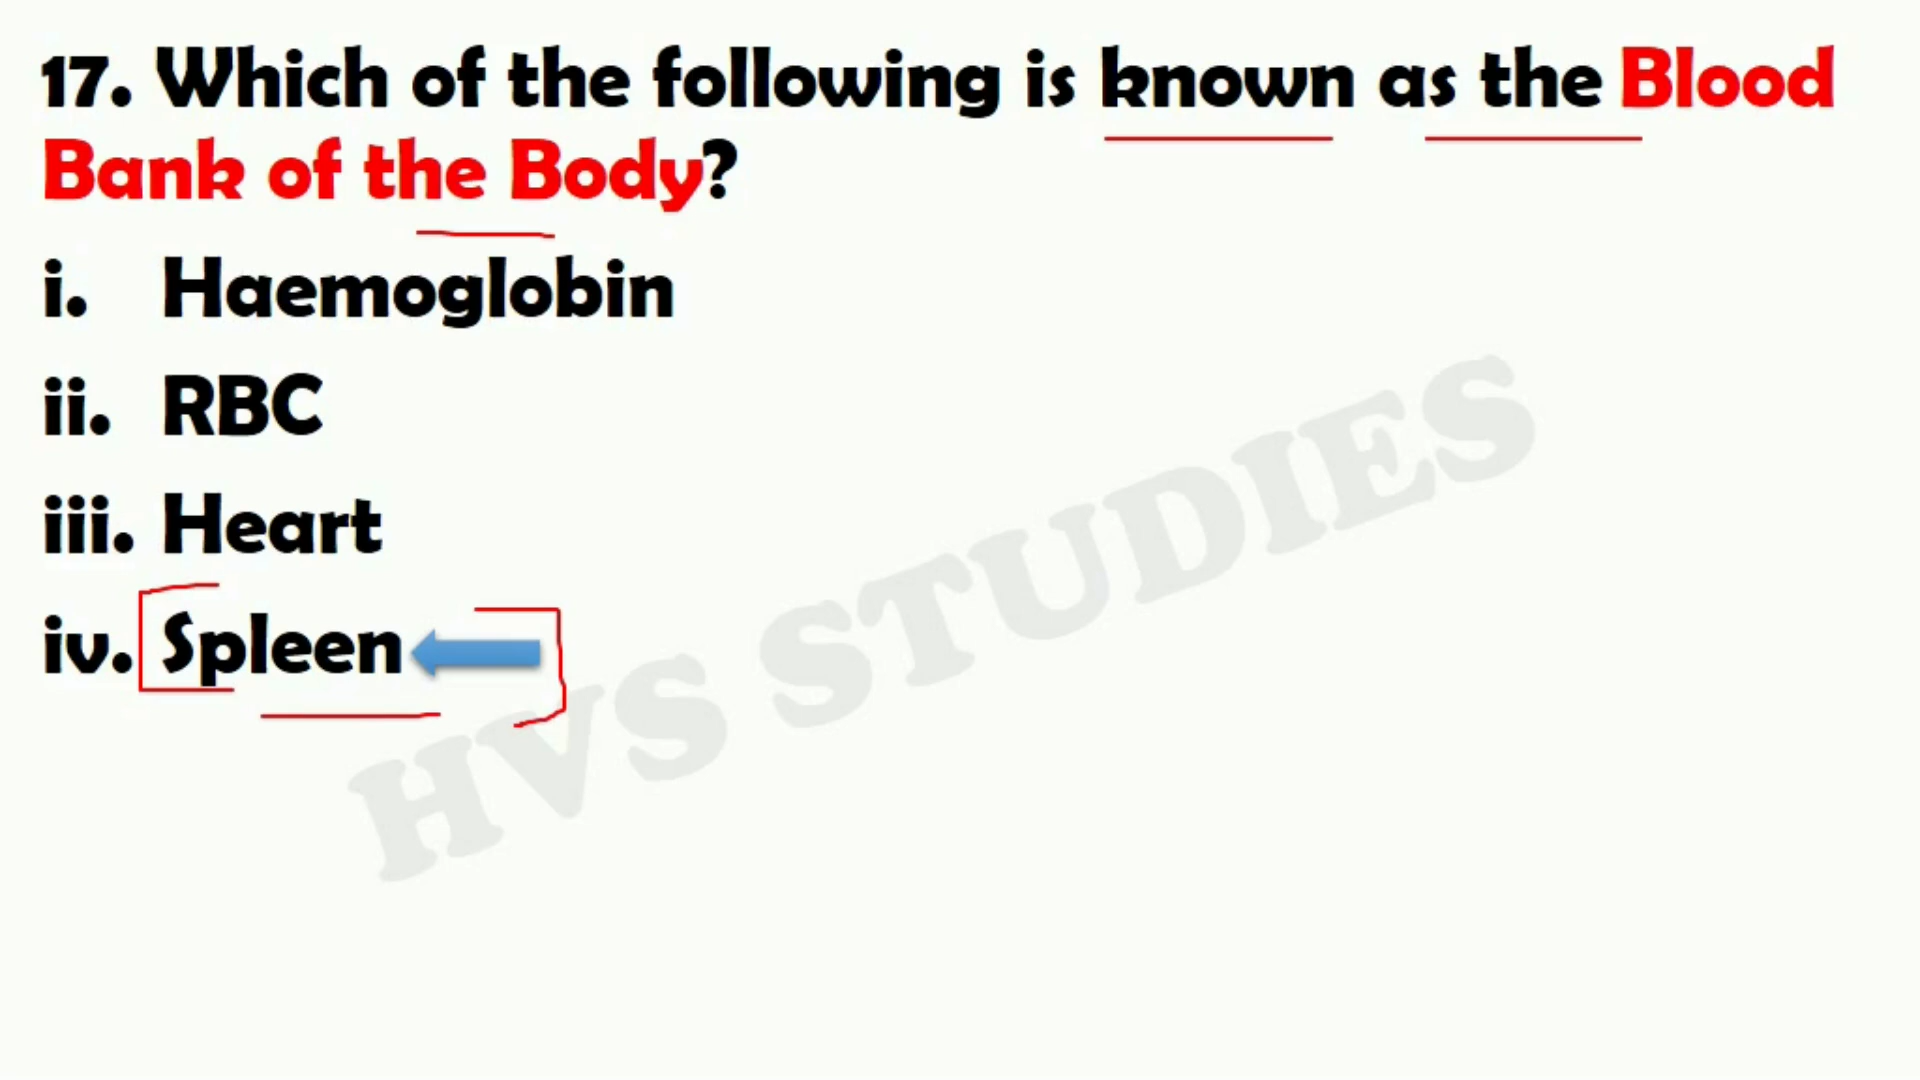 17. Which of the following is known as the Blood
Bank of the Body?
i. Haemoglobin
ii. RBC
iii. Heart
iv. Spleen
HVS STUDIES